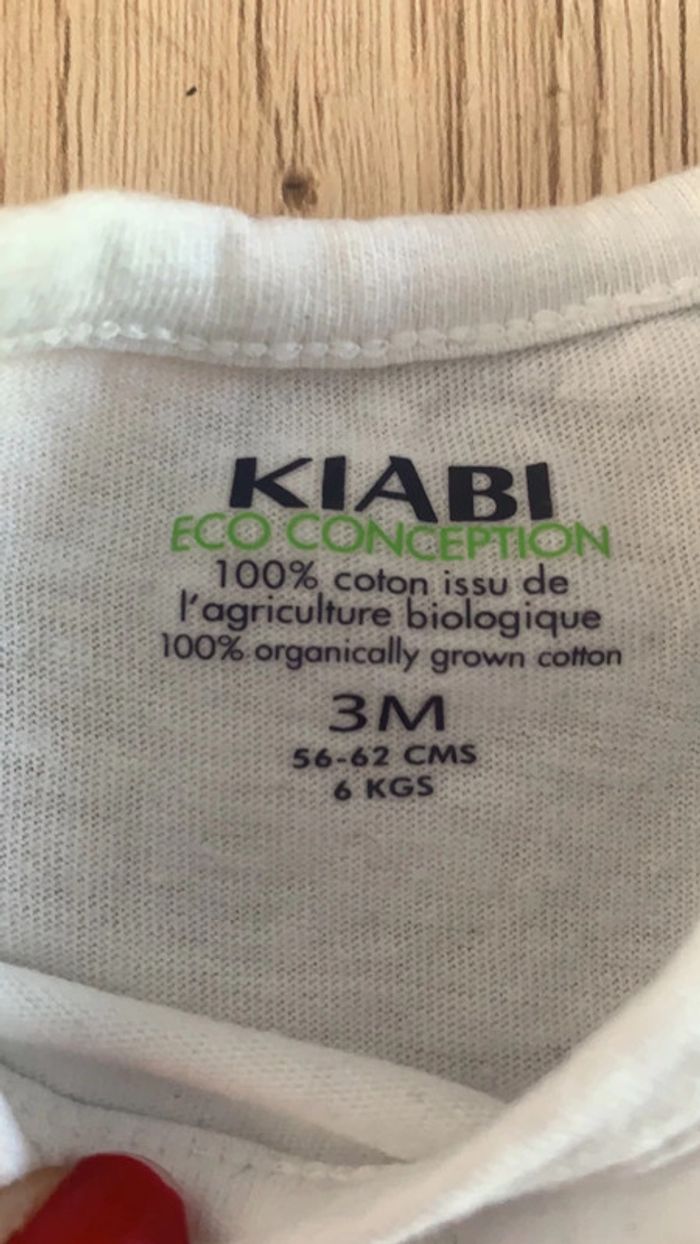 KIABI
ECO CONCEPTION
100% coton issu de
l'agriculture biologique
100% organically grown cotton
3M
56-62 CMS
6 KGS